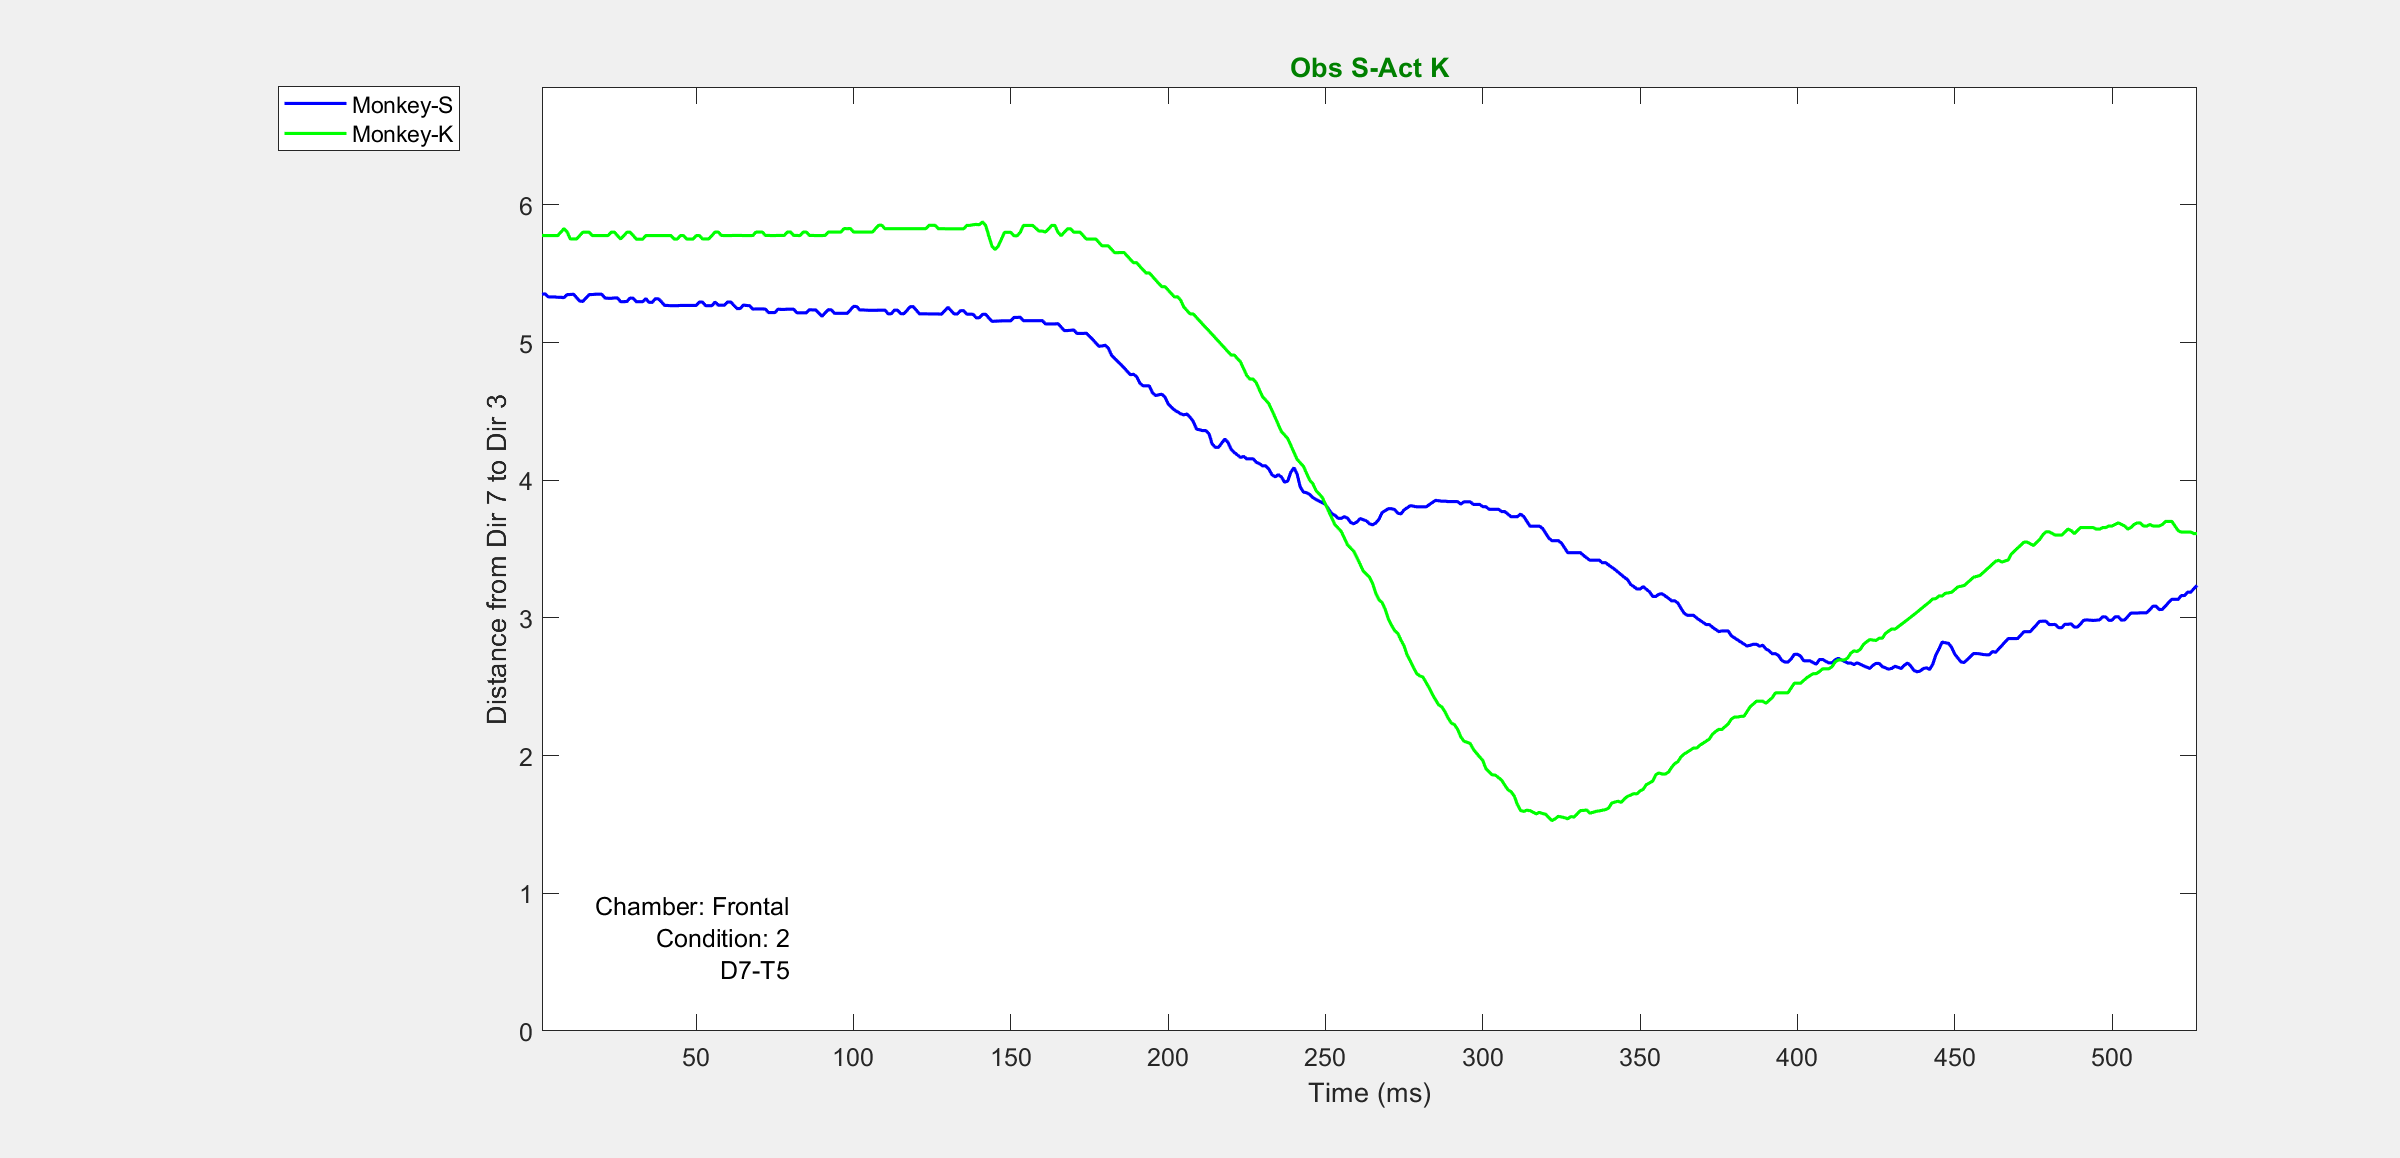 Obs S-Act K
Monkey-S
Monkey-K
Distance from Dir 7 to Dir 3
6
5
4
3
2
1
0
Chamber: Frontal
Condition: 2
D7-T5
50 100 150 200 250 300 350 400 450 500
Time (ms)